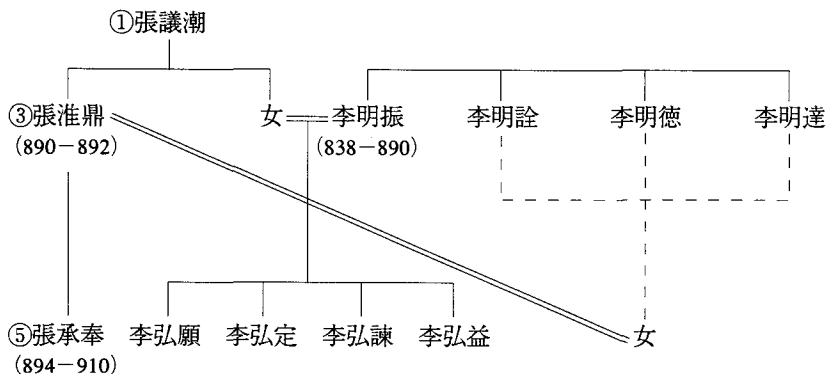 ①張議潮
③張淮鼎 女 李明振 李明詮 李明徳 李明達
(890－892) (838－890)
⑤張承奉 李弘願 李弘定 李弘諫 李弘益 女
(894－910)